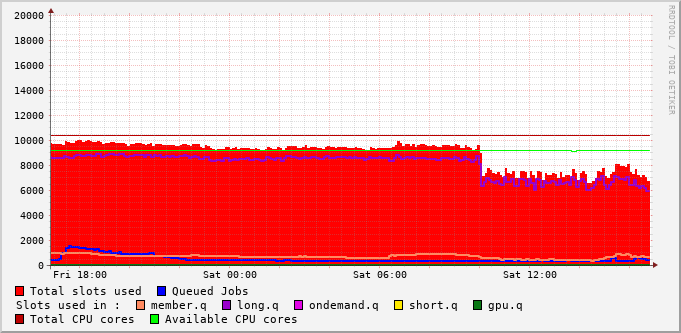 RRDTOOL / TOBI OETIKER
20000
18000
16000
14000
12000
10000
8000
6000
4000
2000
0
Fri 18:00 Sat 00:00 Sat 06:00 Sat 12:00
Total slots used Queued Jobs
Slots used in : member.q long.q ondemand.q short.q gpu.q
Total CPU cores Available CPU cores